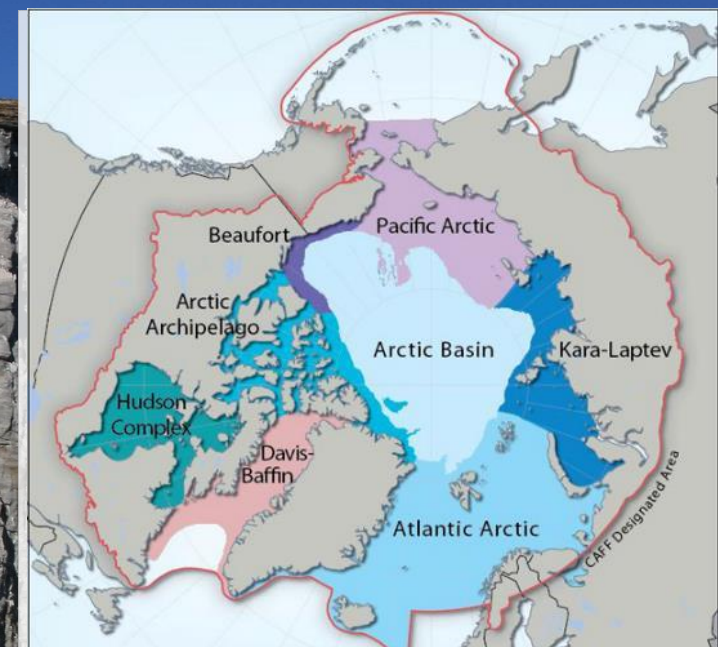 Pacific Arctic
Beaufort
Arctic
Archipelago
Arctic Basin
Kara-Laptev
Hudson
Complex
Davis-
Baffin
Atlantic Arctic
CAFF Designated Area